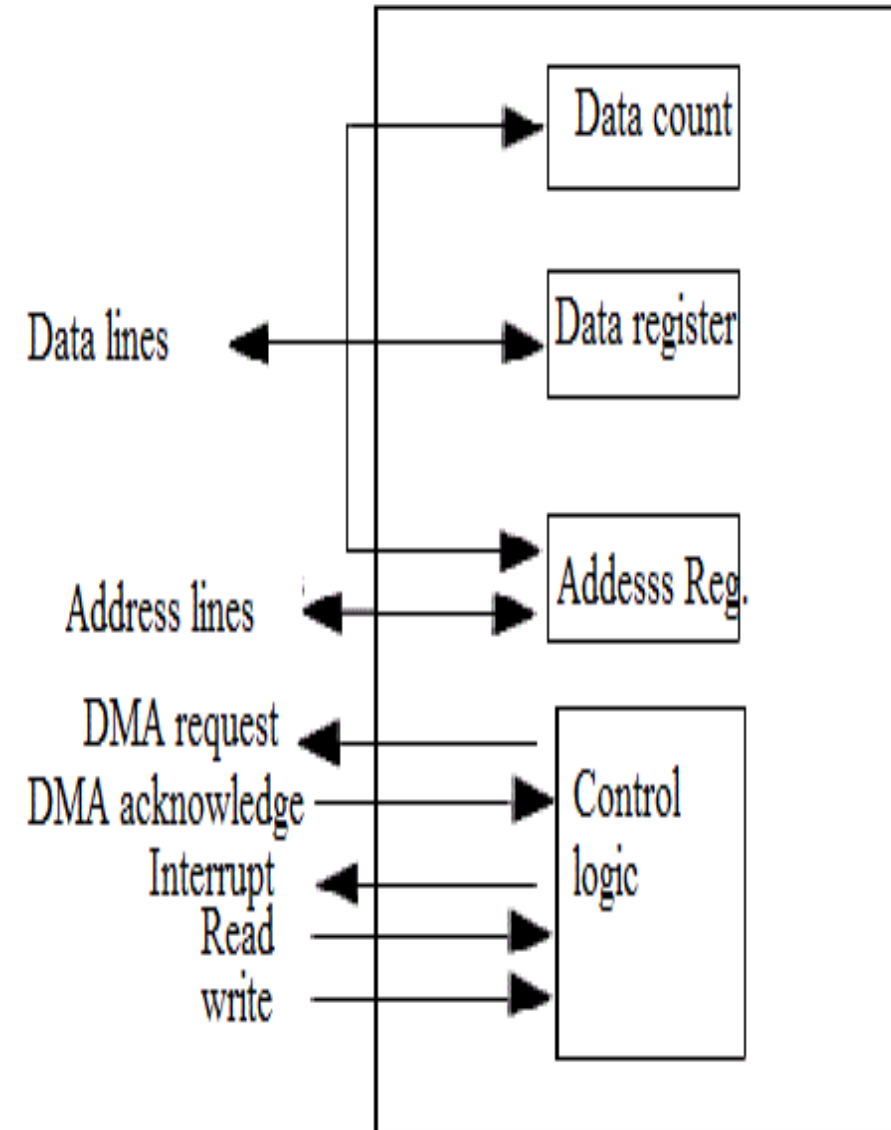 Data count
Data lines
Data register
Address lines
Addesss Reg.
DMA request
DMA acknowledge
Interrupt
Read
write
Control
logic